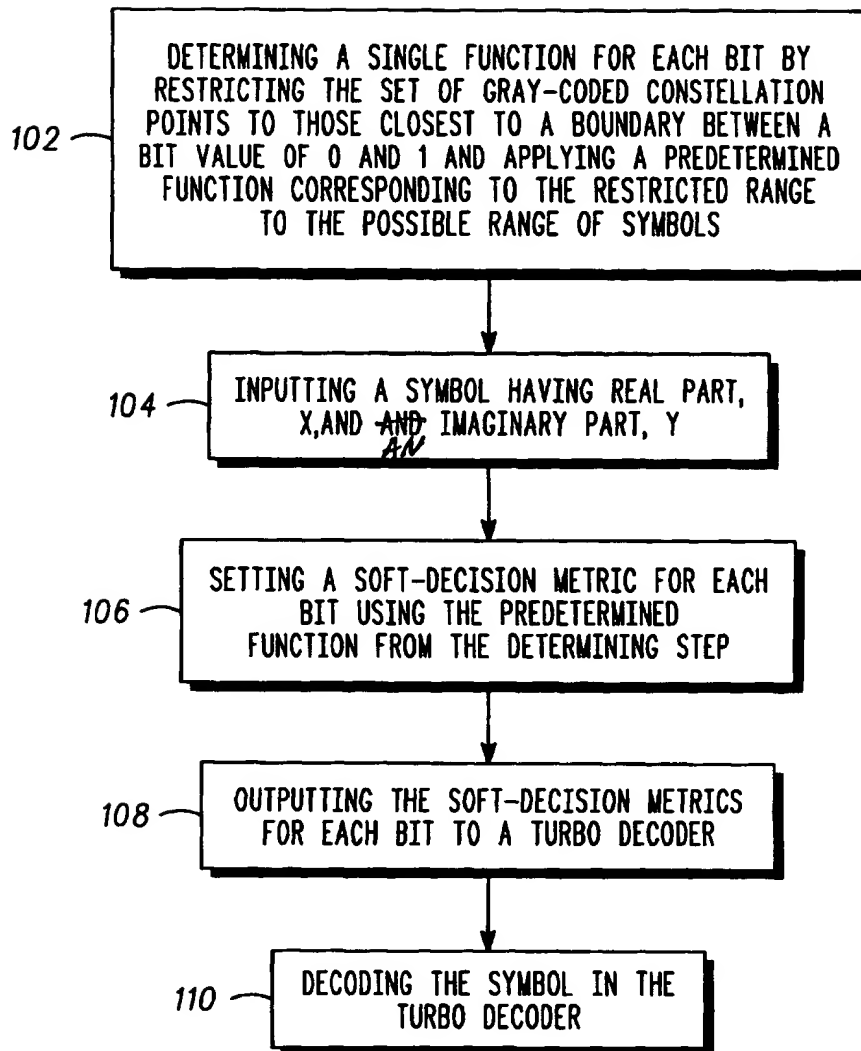 DETERMINING A SINGLE FUNCTION FOR EACH BIT BY
RESTRICTING THE SET OF GRAY-CODED CONSTELLATION
102
POINTS TO THOSE CLOSEST TO A BOUNDARY BETWEEN A
BIT VALUE OF 0 AND 1 AND APPLYING A PREDETERMINED
FUNCTION CORRESPONDING TO THE RESTRICTED RANGE
TO THE POSSIBLE RANGE OF SYMBOLS
104
INPUTTING A SYMBOL HAVING REAL PART,
X,AND AND IMAGINARY PART, Y
AN
SETTING A SOFT-DECISION METRIC FOR EACH
106
BIT USING THE PREDETERMINED
FUNCTION FROM THE DETERMINING STEP
108
OUTPUTTING THE SOFT-DECISION METRICS
FOR EACH BIT TO A TURBO DECODER
110
DECODING THE SYMBOL IN THE
TURBO DECODER